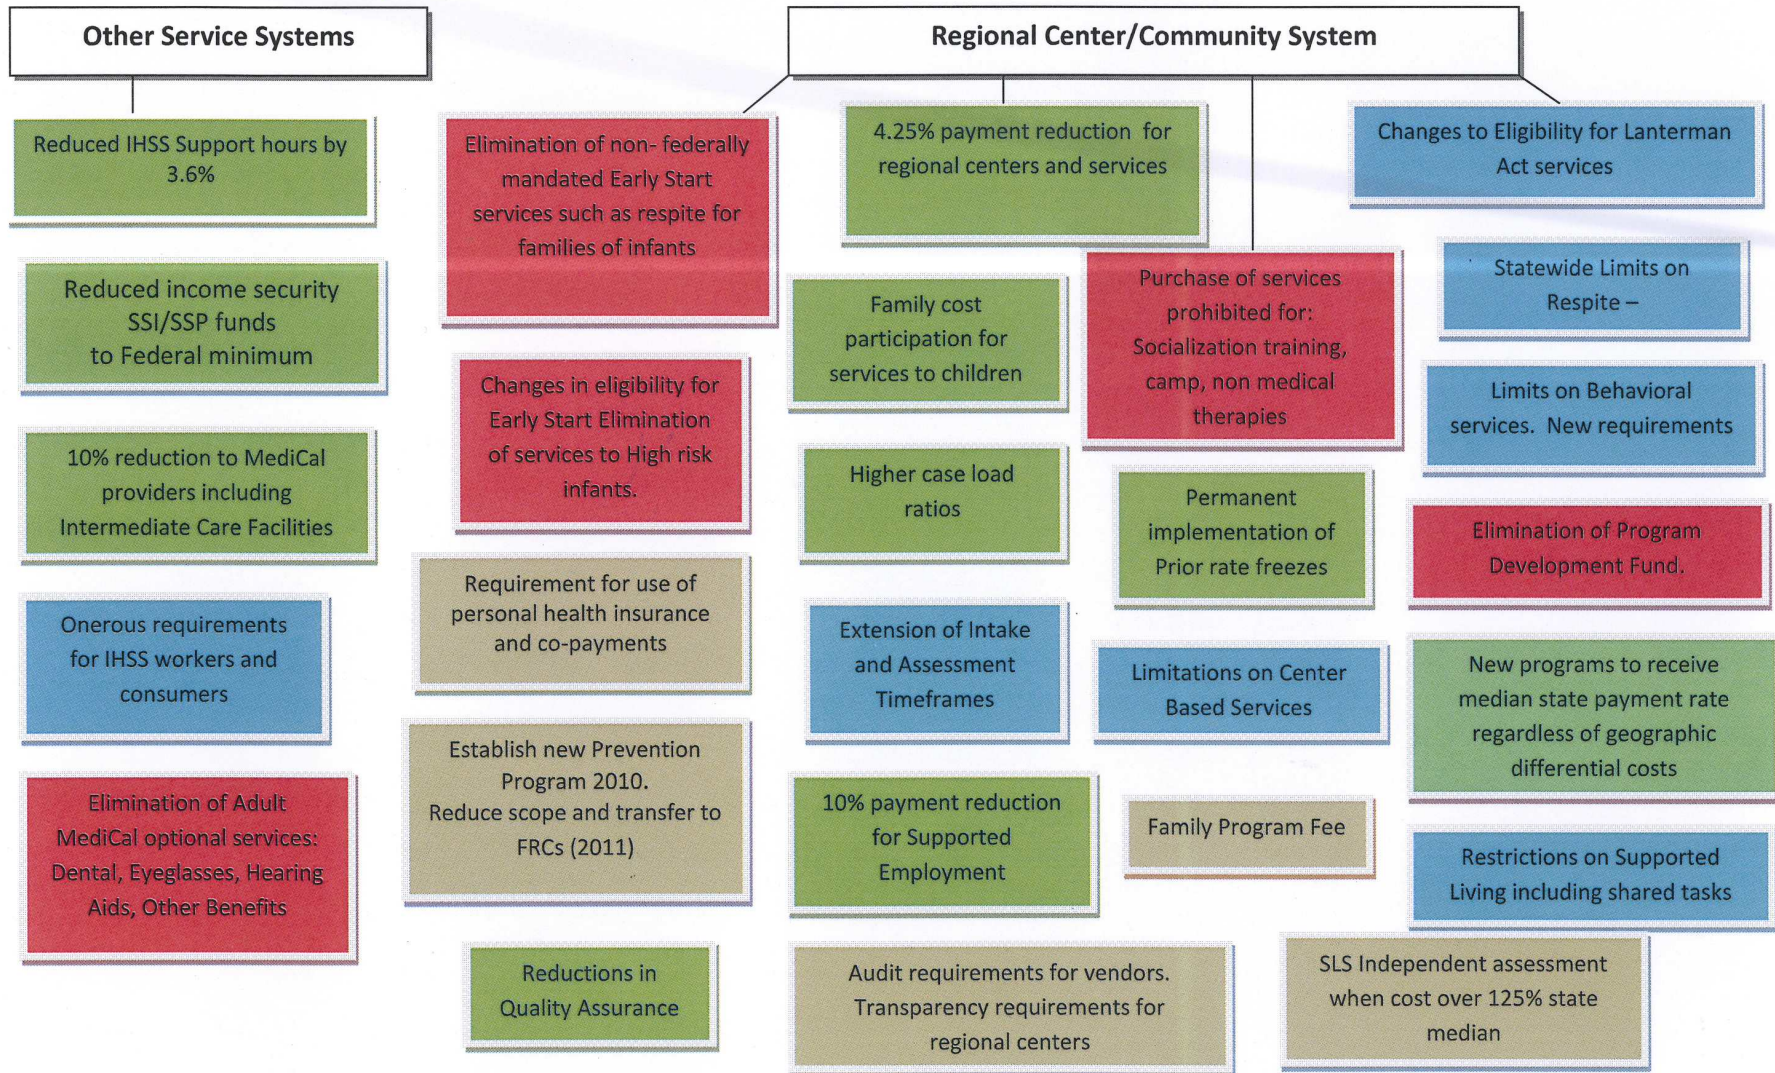 Other Service Systems
Reduced IHSS Support hours by
3.6%
Reduced income security
SSI/SSP funds
to Federal minimum
10% reduction to MediCal
providers including
Intermediate Care Facilities
Onerous requirements
for IHSS workers and
consumers
Elimination of Adult
MediCal optional services:
Dental, Eyeglasses, Hearing
Aids, Other Benefits
Regional Center/Community System
Elimination of non- federally
mandated Early Start
services such as respite for
families of infants
Changes in eligibility for
Early Start Elimination
of services to High risk
infants.
Requirement for use of
personal health insurance
and co-payments
Establish new Prevention
Program 2010.
Reduce scope and transfer to
FRCs (2011)
Reductions in
Quality Assurance
4.25% payment reduction for
regional centers and services
Family cost
participation for
services to children
Higher case load
ratios
Extension of Intake
and Assessment
Timeframes
10% payment reduction
for Supported
Employment
Audit requirements for vendors.
Transparency requirements for
regional centers
Purchase of services
prohibited for:
Socialization training,
camp, non medical
therapies
Permanent
implementation of
Prior rate freezes
Limitations on Center
Based Services
Family Program Fee
Changes to Eligibility for Lanterman
Act services
Statewide Limits on
Respite –
Limits on Behavioral
services. New requirements
Elimination of Program
Development Fund.
New programs to receive
median state payment rate
regardless of geographic
differential costs
Restrictions on Supported
Living including shared tasks
SLS Independent assessment
when cost over 125% state
median